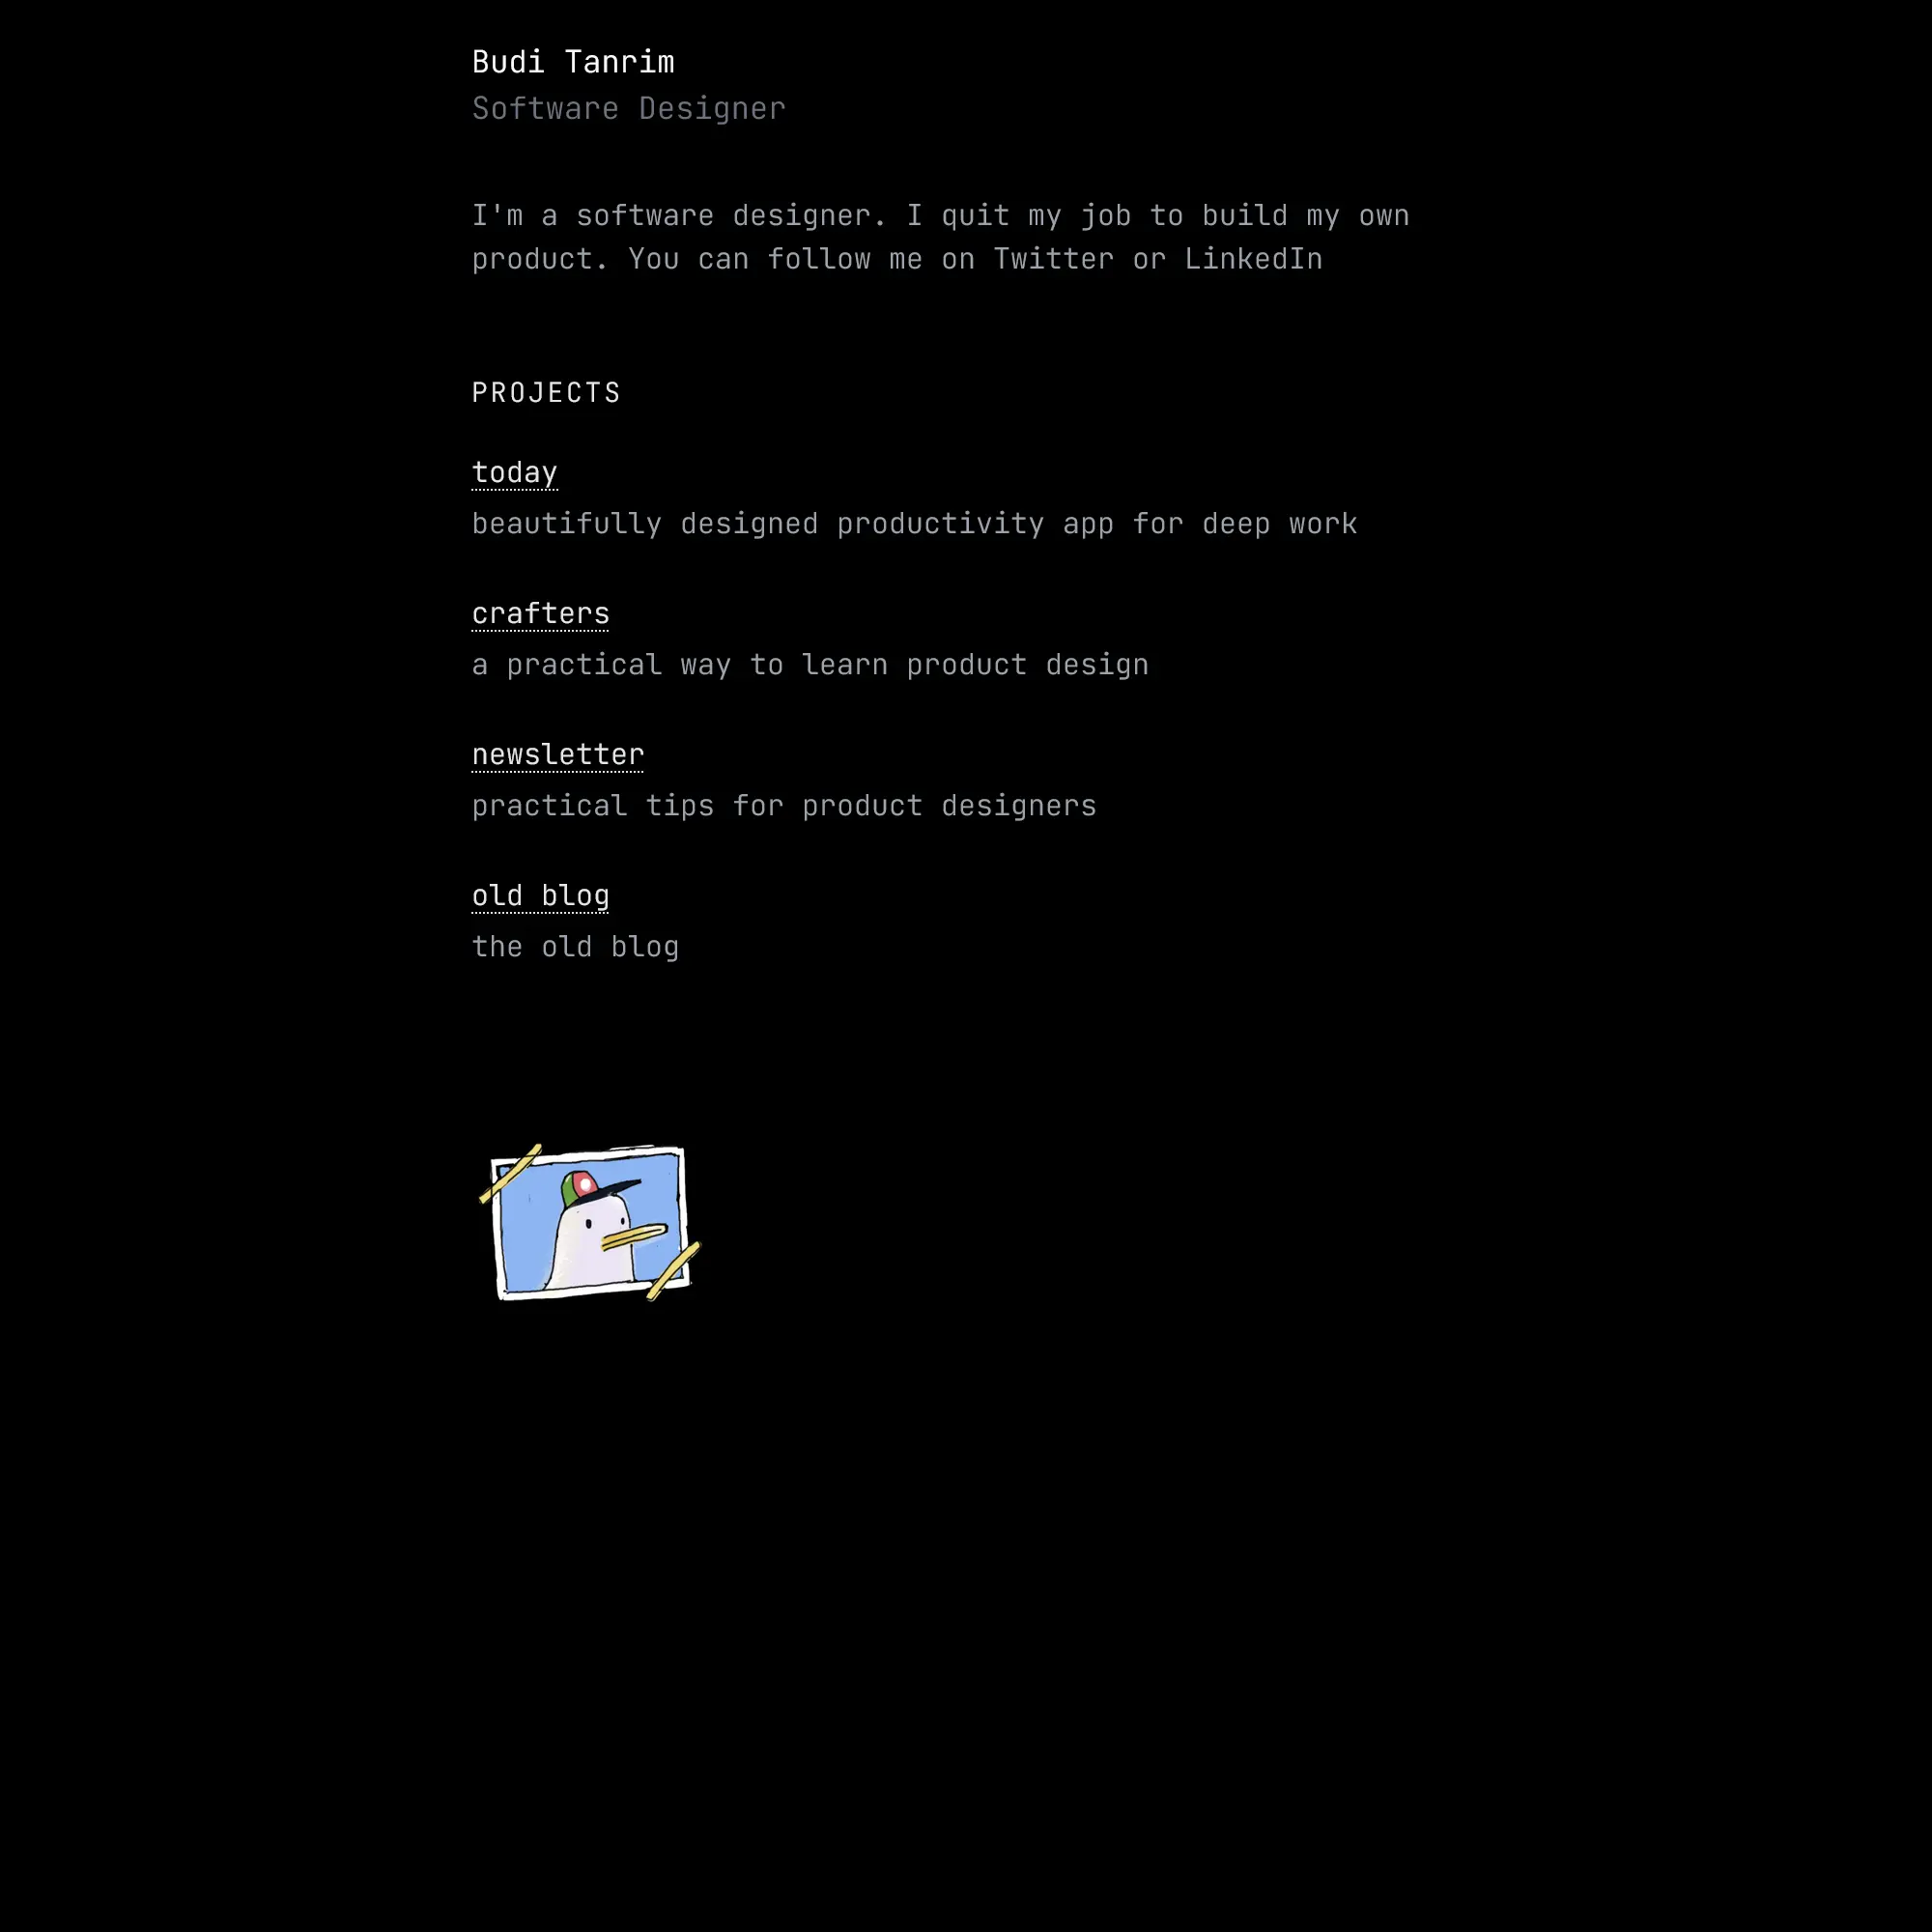 Budi Tanrim
Software Designer
I'm a software designer. I quit my job to build my own
product. You can follow me on Twitter or LinkedIn
PROJECTS
today
beautifully designed productivity app for deep work
crafters
a practical way to learn product design
newsletter
practical tips for product designers
old blog
the old blog